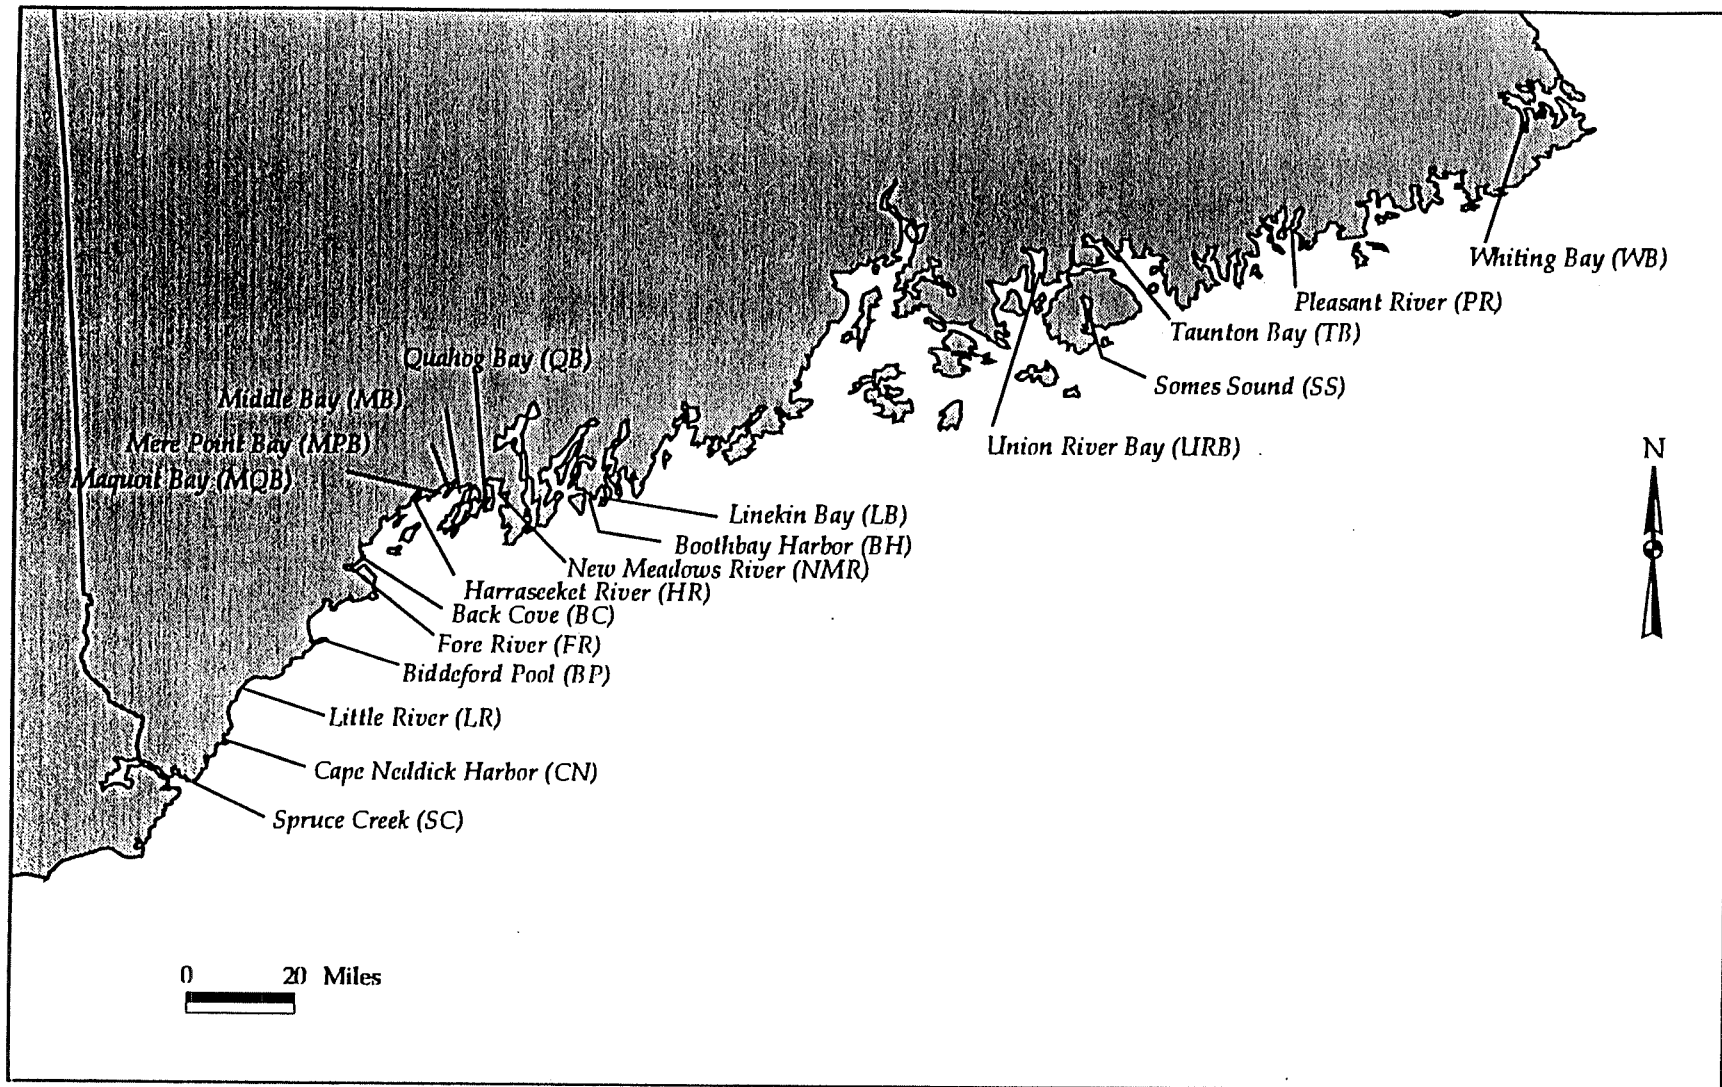 Whiting Bay (WB)
Pleasant River (PR)
Taunton Bay (TB)
Quahog Bay (QB)
Somes Sound (SS)
Middle Bay (MB)
Mere Point Bay (MPB)
Union River Bay (URB)
N
Maquoit Bay (MQB)
Linekin Bay (LB)
Boothbay Harbor (BH)
New Meadows River (NMR)
Harraseeket River (HR)
Back Cove (BC)
Fore River (FR)
Biddeford Pool (BP)
Little River (LR)
Cape Neddick Harbor (CN)
Spruce Creek (SC)
0 20 Miles